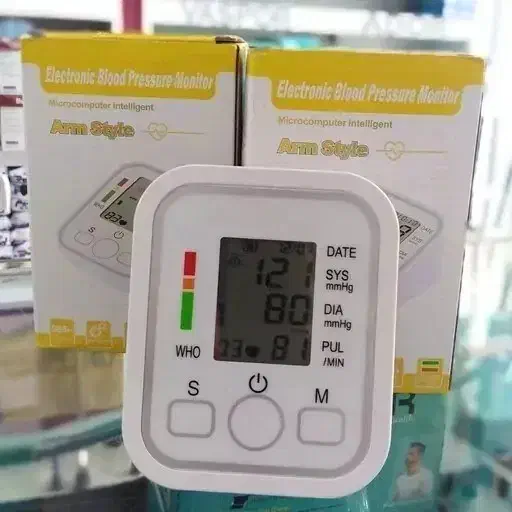 Electronic Blood Pressure Monitor
Microcomputer Intelligent
Arm Style
Electronic Blood Pressure Monitor
Microcomputer Intelligent
Arm Style
DATE
121
SYS
mmHg
80
DIA
mmHg
81
PUL
/MIN
WHO
S
M